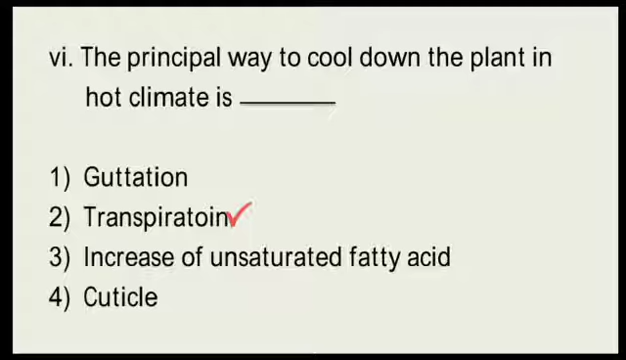 vi. The principal way to cool down the plant in
hot climate is __________
1) Guttation
2) Transpiratoin
3) Increase of unsaturated fatty acid
4) Cuticle